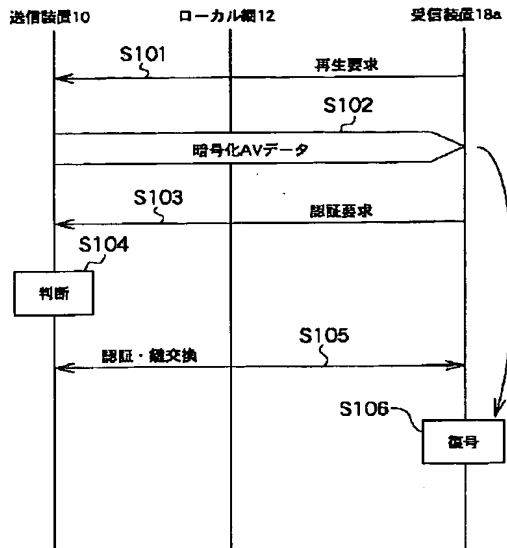 送信装置10
ローカル網12
受信装置18a
S101
再生要求
S102
暗号化AVデータ
S103
認証要求
S104
判断
認証・鍵交換
S105
S106
復号